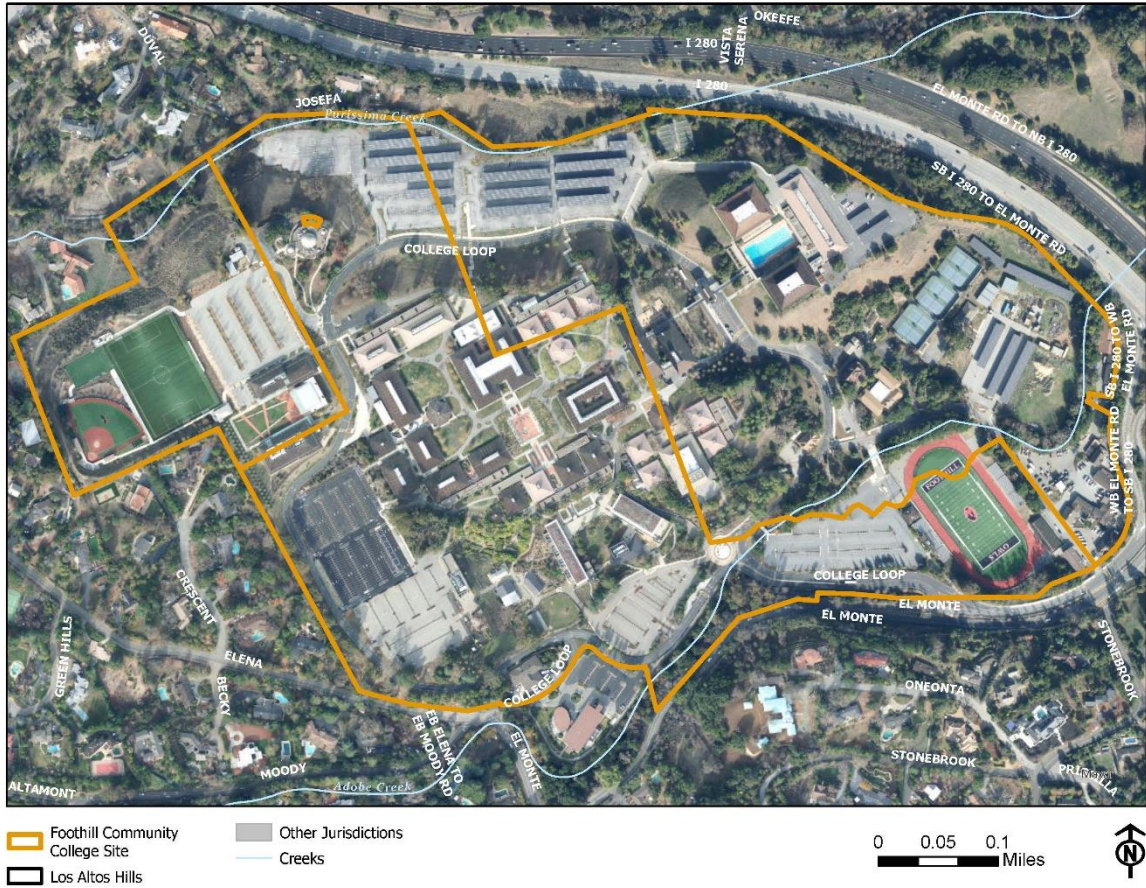 OKEEFE
VISTA
SERENA
I 280
I 280
DUVAL
JOSEFA
Purissima Creek
EL MONTE RD TO NB I 280
SB I 280 TO EL MONTE RD
COLLEGE LOOP
SB I 280 TO WB
EL MONTE RD
WB EL MONTE RD
TO SB I 280
FOOTHILL
OWLS
COLLEGE LOOP
EL MONTE
EL MONTE
STONEBROOK
CRESCENT
GREEN HILLS
ELENA
BECKY
COLLEGE LOOP
ONEONTA
EB ELENA TO
EB MOODY RD
EL MONTE
STONEBROOK
MOODY
ALTAMONT
Adobe Creek
Foothill Community
College Site
Los Altos Hills
Other Jurisdictions
Creeks
0 0.05 0.1
Miles
N